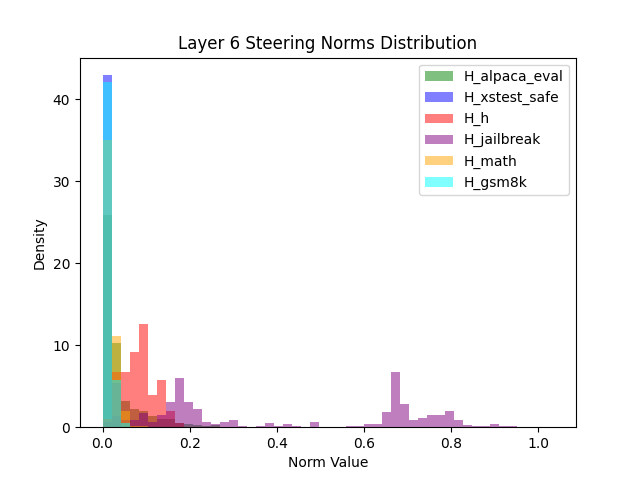 Layer 6 Steering Norms Distribution
H_alpaca_eval
H_xstest_safe
H_h
H_jailbreak
H_math
H_gsm8k
Density
40
30
20
10
0
0.0 0.2 0.4 0.6 0.8 1.0
Norm Value